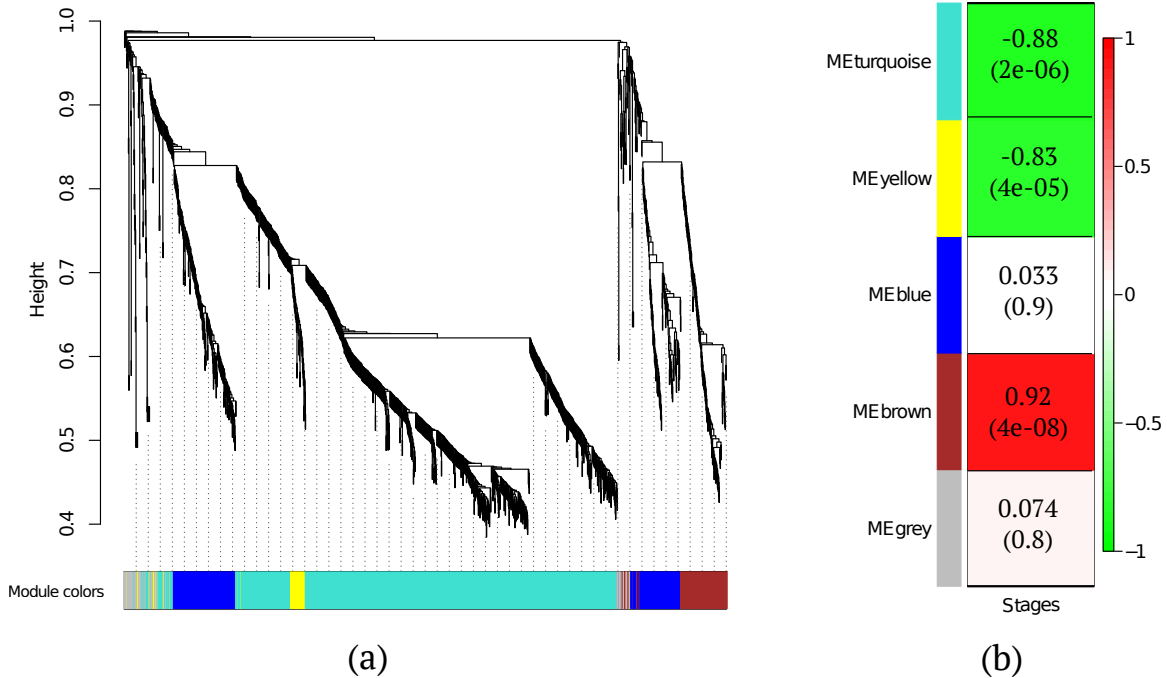 1.0
0.9
0.8
0.7
0.6
0.5
0.4
Height
Module colors
(a)
MEturquoise
MEyellow
MEblue
MEbrown
MEgrey
-0.88
(2e-06)
-0.83
(4e-05)
0.033
(0.9)
0.92
(4e-08)
0.074
(0.8)
Stages
1
0.5
0
−0.5
−1
(b)